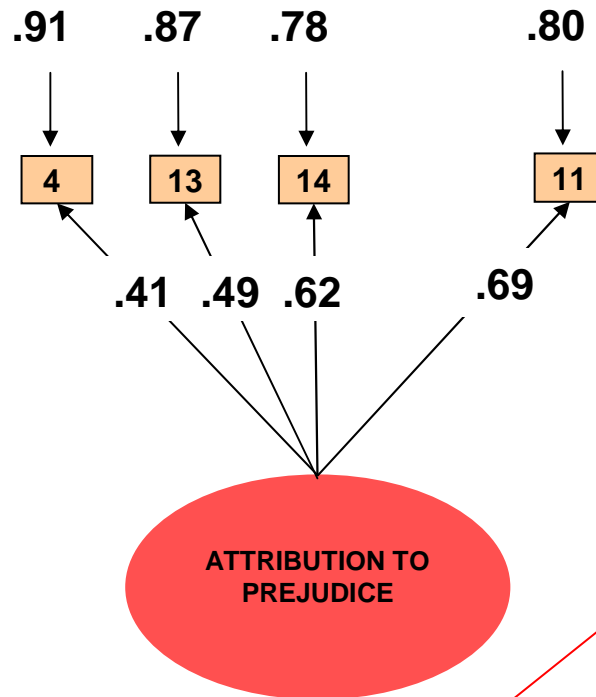 .91 .87 .78 .80
4 13 14 11
.41 .49 .62 .69
ATTRIBUTION TO
PREJUDICE